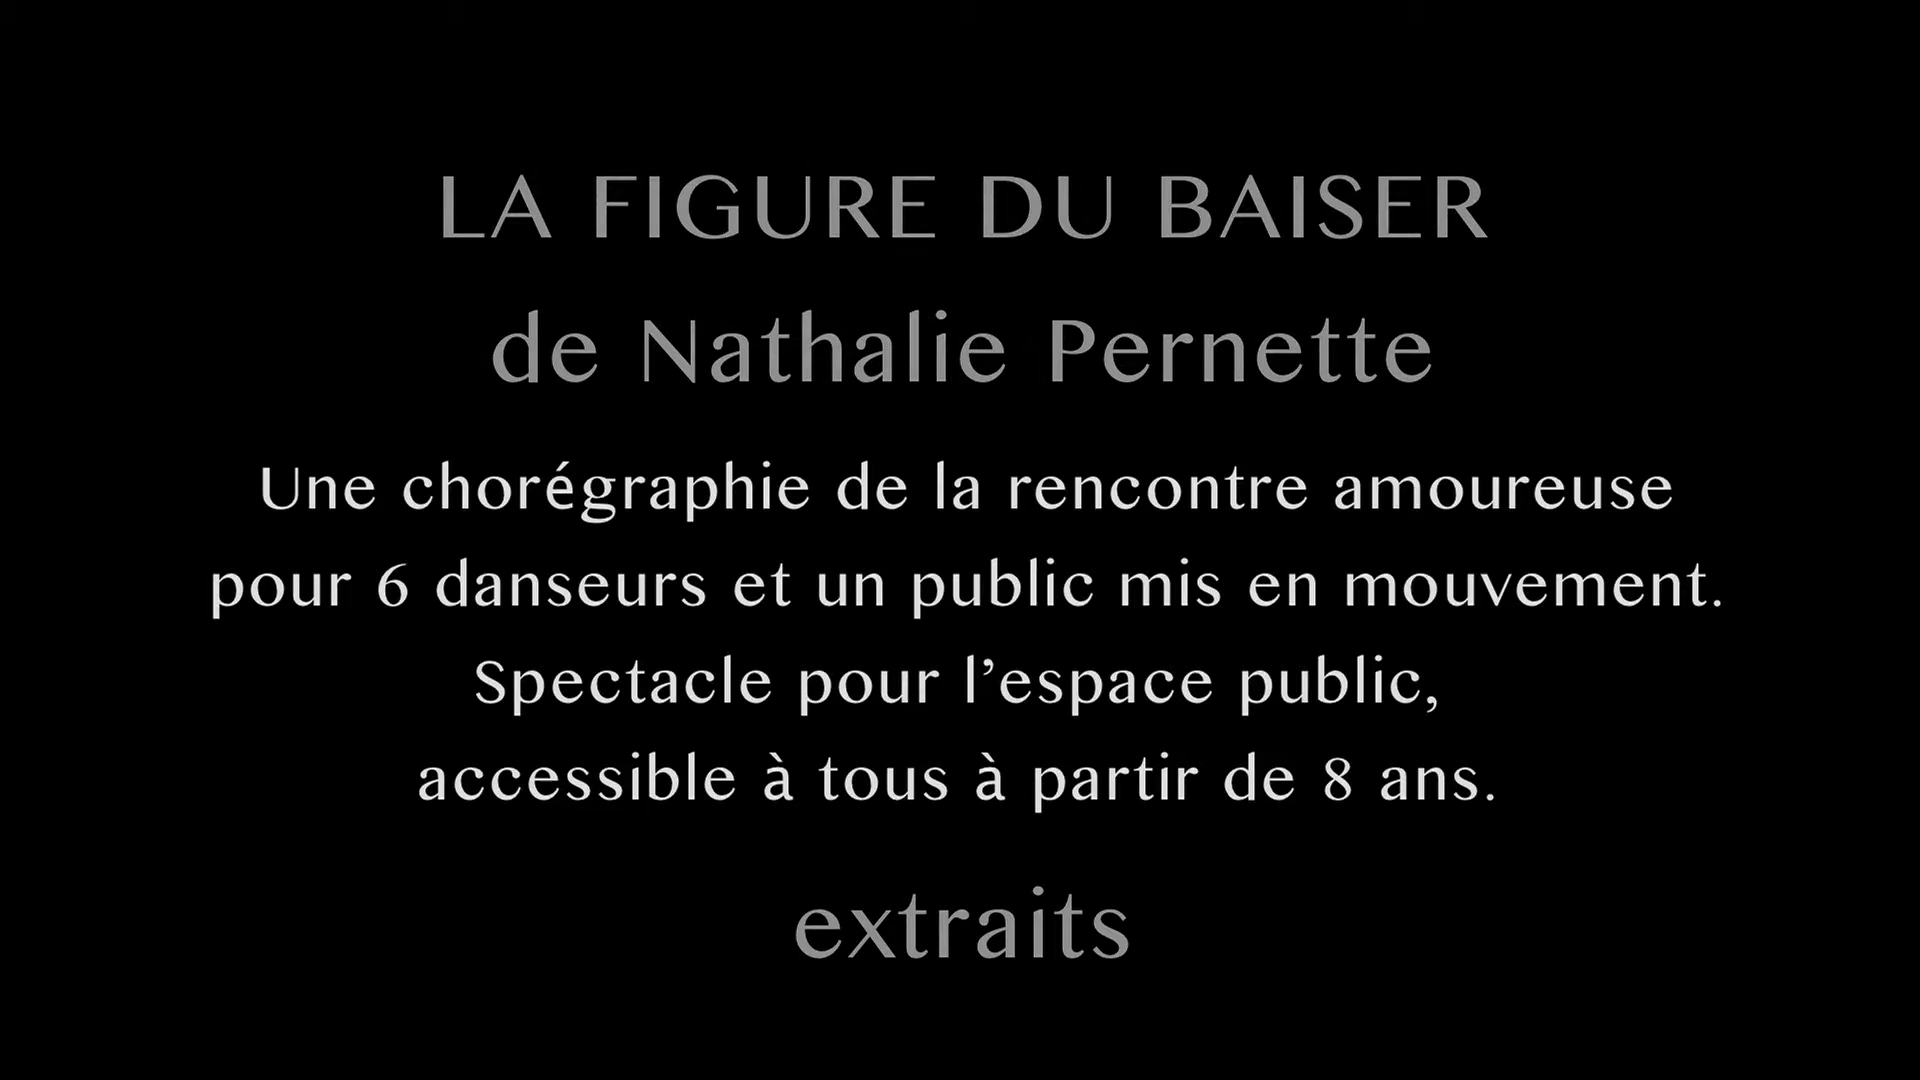 LA FIGURE DU BAISER
de Nathalie Pernette
Une chorégraphie de la rencontre amoureuse
pour 6 danseurs et un public mis en mouvement.
Spectacle pour l’espace public,
accessible à tous à partir de 8 ans.
extraits